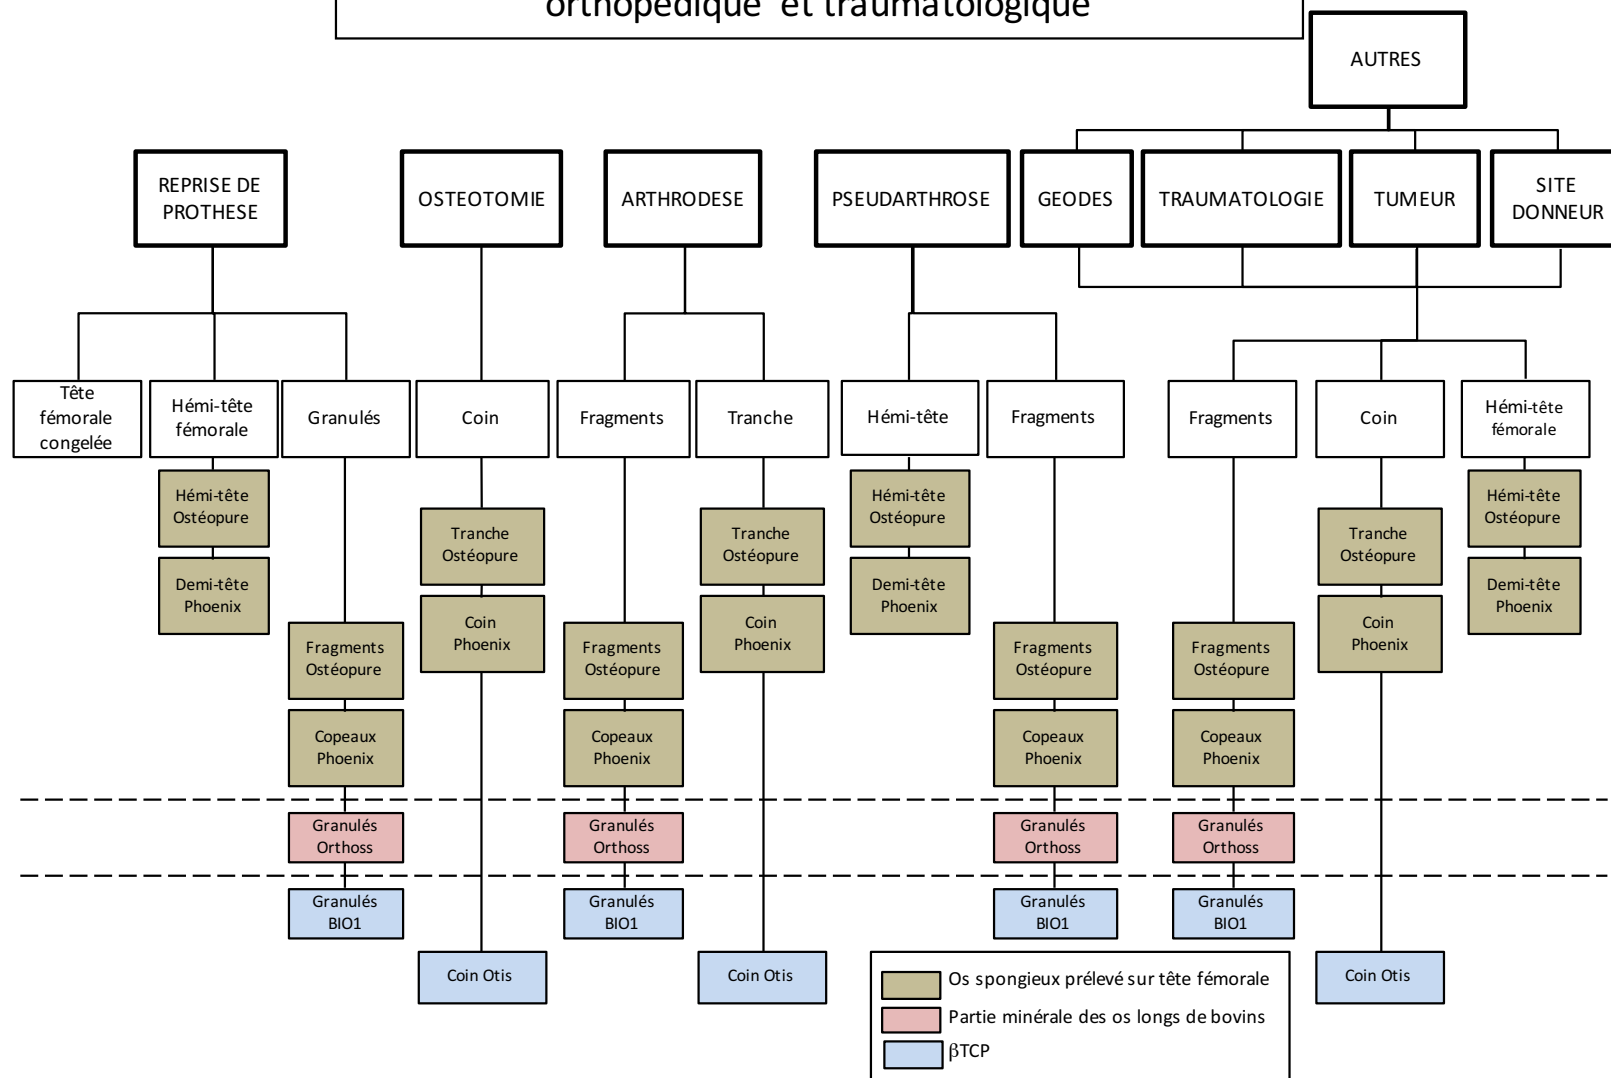 orthopédique et traumatologique
AUTRES
REPRISE DE
PROTHESE
OSTEOTOMIE
ARTHRODESE
PSEUDARTHROSE
GEODES
TRAUMATOLOGIE
TUMEUR
SITE
DONNEUR
Tête
fémorale
congelée
Hémi-tête
fémorale
Granulés
Coin
Fragments
Tranche
Hémi-tête
Fragments
Fragments
Coin
Hémi-tête
fémorale
Hémi-tête
Ostéopure
Hémi-tête
Ostéopure
Hémi-tête
Ostéopure
Tranche
Ostéopure
Tranche
Ostéopure
Tranche
Ostéopure
Demi-tête
Phoenix
Demi-tête
Phoenix
Demi-tête
Phoenix
Coin
Phoenix
Coin
Phoenix
Coin
Phoenix
Fragments
Ostéopure
Fragments
Ostéopure
Fragments
Ostéopure
Fragments
Ostéopure
Copeaux
Phoenix
Copeaux
Phoenix
Copeaux
Phoenix
Copeaux
Phoenix
Granulés
Orthoss
Granulés
Orthoss
Granulés
Orthoss
Granulés
Orthoss
Granulés
BIO1
Granulés
BIO1
Granulés
BIO1
Granulés
BIO1
Coin Otis
Coin Otis
Coin Otis
Os spongieux prélevé sur tête fémorale
Partie minérale des os longs de bovins
βTCP